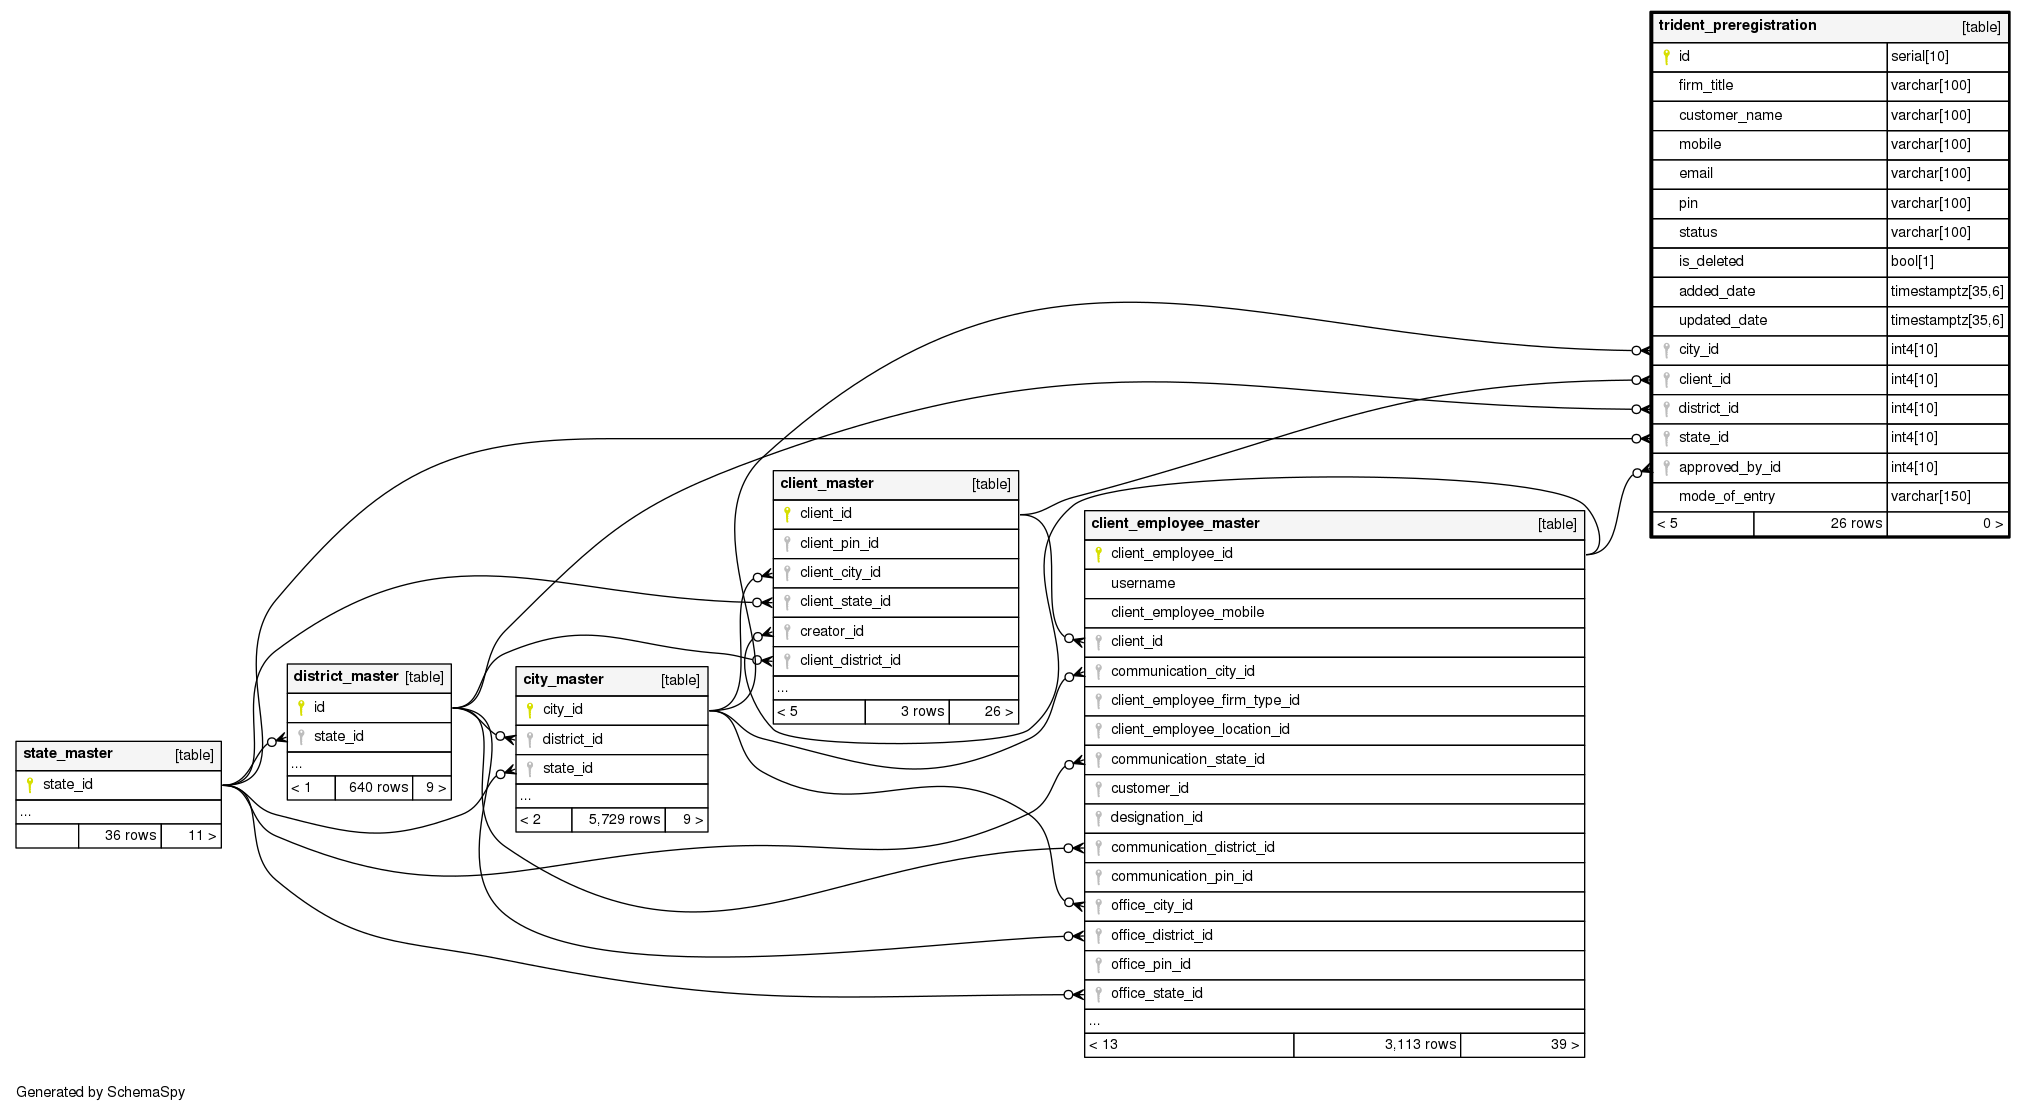 trident_preregistration [table]
id serial[10]
firm_title varchar[100]
customer_name varchar[100]
mobile varchar[100]
email varchar[100]
pin varchar[100]
status varchar[100]
is_deleted bool[1]
added_date timestamptz[35,6]
updated_date timestamptz[35,6]
city_id int4[10]
client_id int4[10]
district_id int4[10]
state_id int4[10]
approved_by_id int4[10]
mode_of_entry varchar[150]
< 5 26 rows 0 >
client_master [table]
client_id
client_pin_id
client_city_id
client_state_id
creator_id
client_district_id
...
< 5 3 rows 26 >
client_employee_master [table]
client_employee_id
username
client_employee_mobile
client_id
communication_city_id
client_employee_firm_type_id
client_employee_location_id
communication_state_id
customer_id
designation_id
communication_district_id
communication_pin_id
office_city_id
office_district_id
office_pin_id
office_state_id
...
< 13 3,113 rows 39 >
district_master [table]
id
state_id
...
< 1 640 rows 9 >
city_master [table]
city_id
district_id
state_id
...
< 2 5,729 rows 9 >
state_master [table]
state_id
...
36 rows 11 >
Generated by SchemaSpy